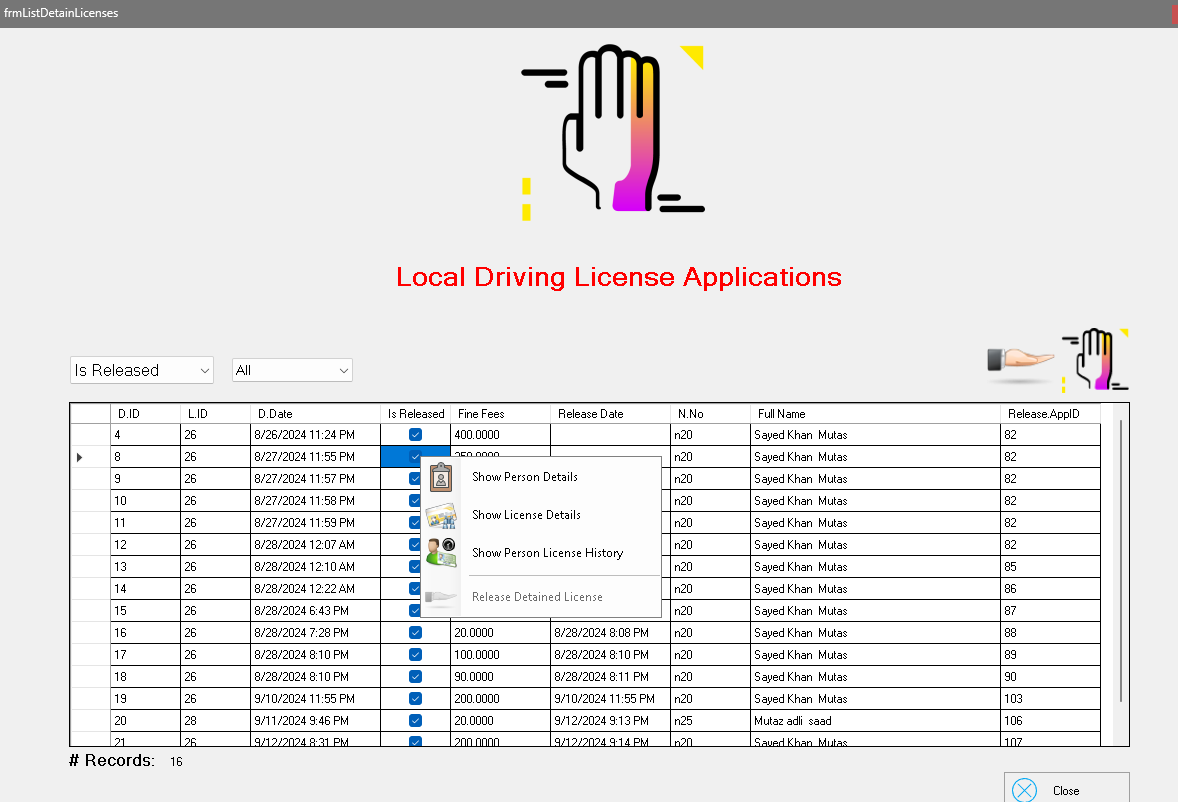 frmListDetainLicenses
Local Driving License Applications
Is Released All
D.ID L.ID D.Date Is Released Fine Fees Release Date N.No Full Name Release.AppID
4 26 8/26/2024 11:24 PM 400.0000 n20 Sayed Khan Mutas 82
8 26 8/27/2024 11:55 PM n20 Sayed Khan Mutas 82
9 26 8/27/2024 11:57 PM n20 Sayed Khan Mutas 82
10 26 8/27/2024 11:58 PM n20 Sayed Khan Mutas 82
11 26 8/27/2024 11:59 PM n20 Sayed Khan Mutas 82
12 26 8/28/2024 12:07 AM n20 Sayed Khan Mutas 82
13 26 8/28/2024 12:10 AM n20 Sayed Khan Mutas 85
14 26 8/28/2024 12:22 AM n20 Sayed Khan Mutas 86
15 26 8/28/2024 6:43 PM n20 Sayed Khan Mutas 87
16 26 8/28/2024 7:28 PM 20.0000 8/28/2024 8:08 PM n20 Sayed Khan Mutas 88
17 26 8/28/2024 8:10 PM 100.0000 8/28/2024 8:10 PM n20 Sayed Khan Mutas 89
18 26 8/28/2024 8:10 PM 90.0000 8/28/2024 8:11 PM n20 Sayed Khan Mutas 90
19 26 9/10/2024 11:55 PM 200.0000 9/10/2024 11:55 PM n20 Sayed Khan Mutas 103
20 28 9/11/2024 9:46 PM 20.0000 9/12/2024 9:13 PM n25 Mutaz adli saad 106
21 26 9/12/2024 8:31 PM 200.0000 9/12/2024 9:14 PM n20 Sayed Khan Mutas 107
Show Person Details
Show License Details
Show Person License History
Release Detained License
# Records: 16
Close